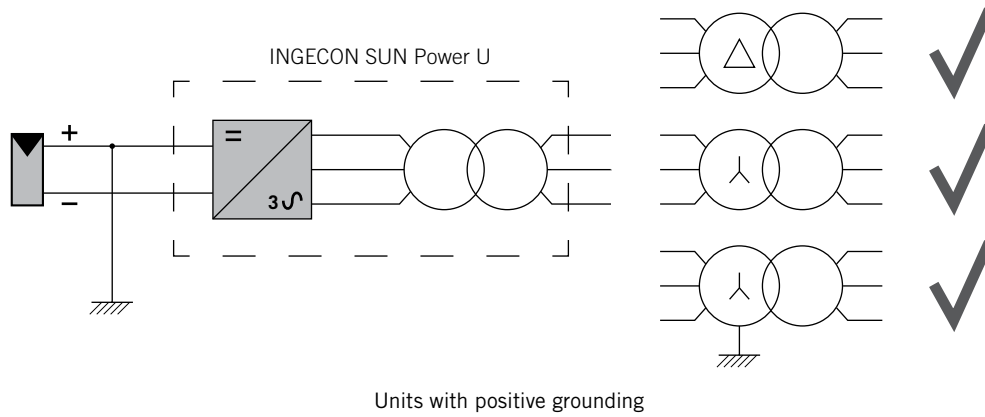 INGECON SUN Power U
+
=
−
3
Units with positive grounding